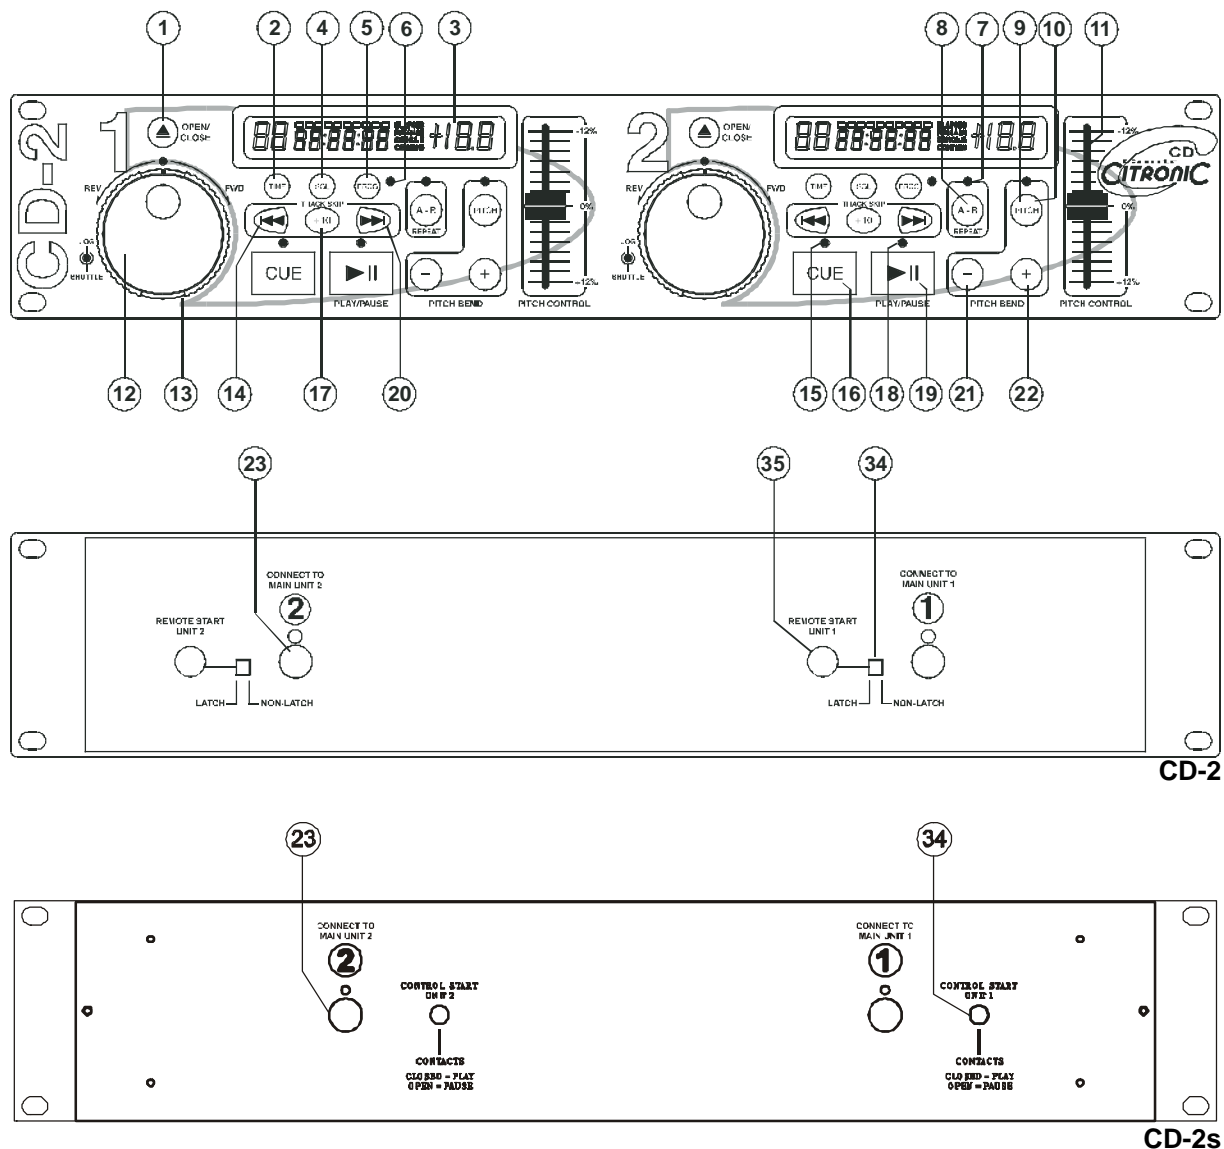 1 2 4 5 6 3 8 7 9 10 11
CD-2
1
OPEN/
CLOSE
REV
FWD
TIME
SGL
PROG
TRACK SKIP
+10
A - B
REPEAT
PITCH
JOG
SHUTTLE
CUE
PLAY/PAUSE
−
+
PITCH BEND
-12%
0%
+12%
PITCH CONTROL
2
OPEN/
CLOSE
REV
FWD
TIME
SGL
PROG
TRACK SKIP
+10
A - B
REPEAT
PITCH
JOG
SHUTTLE
CUE
PLAY/PAUSE
−
+
PITCH BEND
-12%
0%
+12%
PITCH CONTROL
CD
CITRONIC
12 13 14 17 20 15 16 18 19 21 22
23 35 34
CONNECT TO
MAIN UNIT 2
2
REMOTE START
UNIT 2
LATCH
NON-LATCH
CONNECT TO
MAIN UNIT 1
1
REMOTE START
UNIT 1
LATCH
NON-LATCH
CD-2
23 34
CONNECT TO
MAIN UNIT 2
2
CONTROL START
UNIT 2
CONTACTS
CLOSED = PLAY
OPEN = PAUSE
CONNECT TO
MAIN UNIT 1
1
CONTROL START
UNIT 1
CONTACTS
CLOSED = PLAY
OPEN = PAUSE
CD-2s